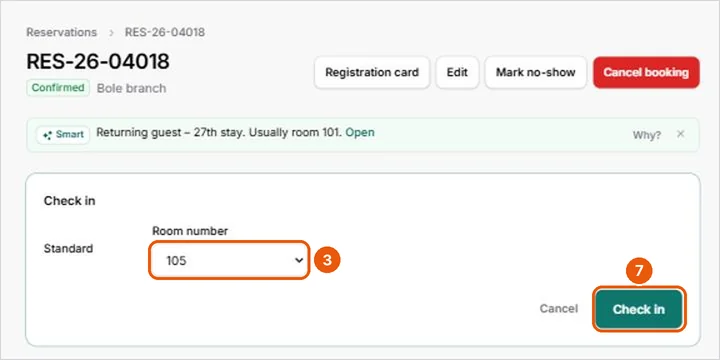 Reservations > RES-26-04018
RES-26-04018
Confirmed Bole branch
Registration card Edit Mark no-show Cancel booking
Smart Returning guest – 27th stay. Usually room 101. Open Why? ×
Check in
Room number
Standard
105 3
7
Cancel Check in